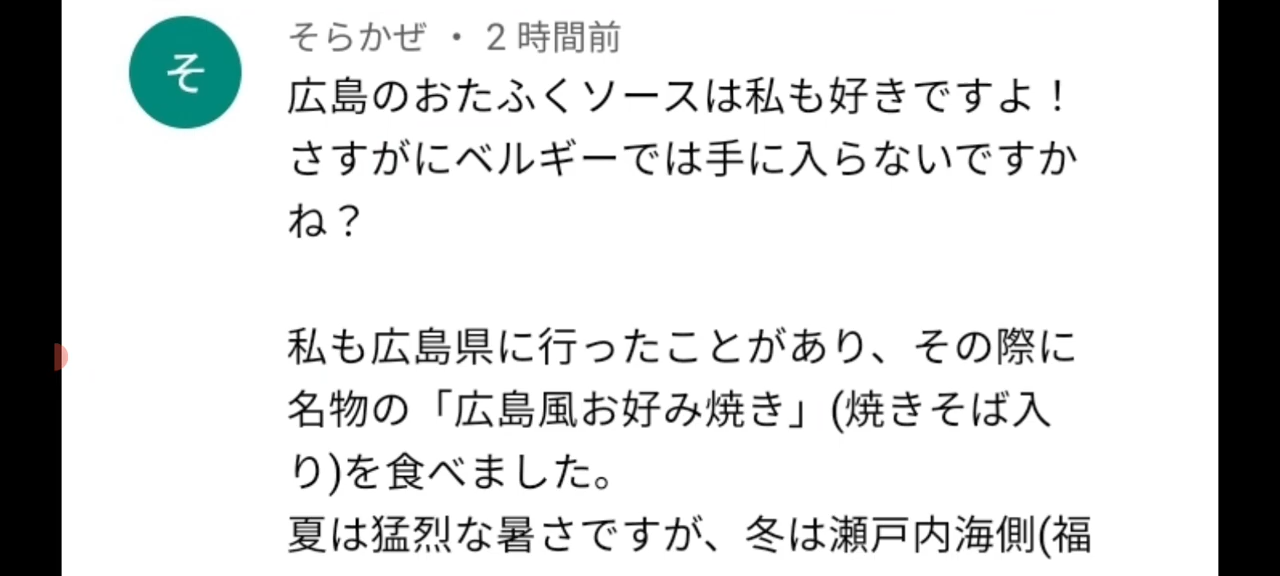 そ
そらかぜ ・ 2 時間前
広島のおたふくソースは私も好きですよ！
さすがにベルギーでは手に入らないですか
ね？
私も広島県に行ったことがあり、その際に
名物の「広島風お好み焼き」(焼きそば入
り)を食べました。
夏は猛烈な暑さですが、冬は瀬戸内海側(福